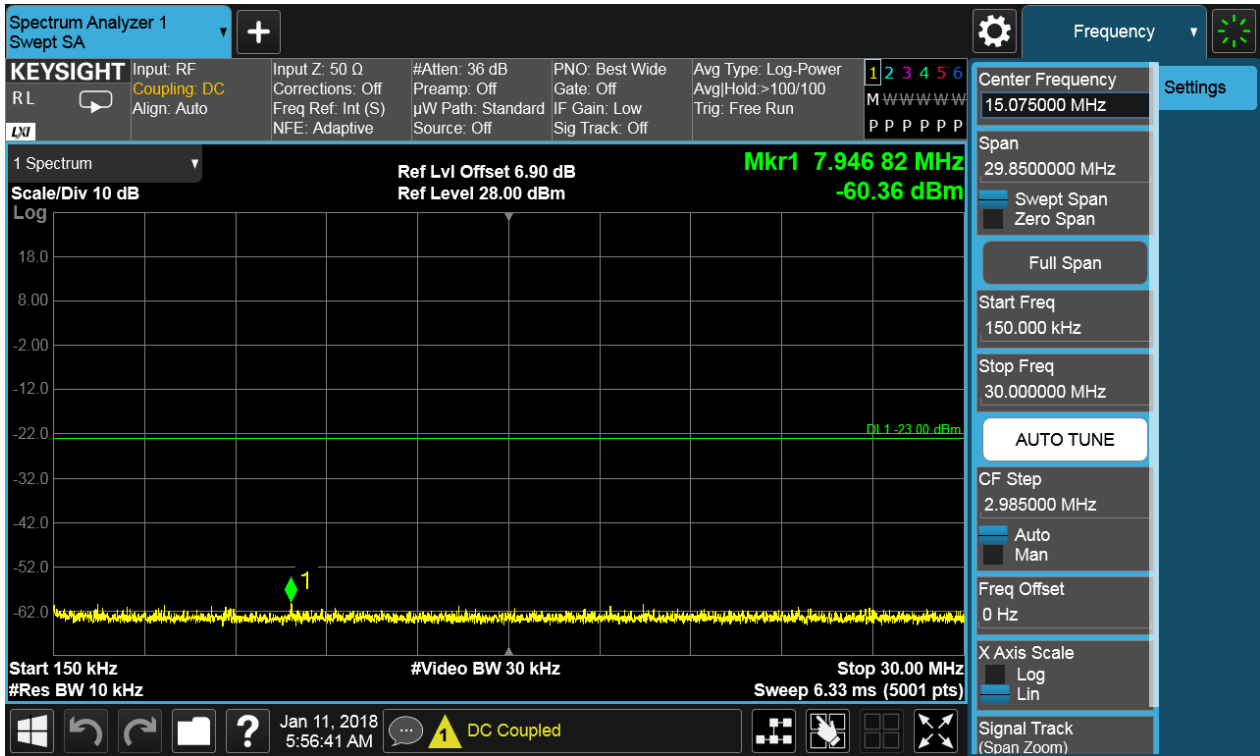 Spectrum Analyzer 1
Swept SA
Frequency
KEYSIGHT
R L
LXI
Input: RF
Coupling: DC
Align: Auto
Input Z: 50 Ω
Corrections: Off
Freq Ref: Int (S)
NFE: Adaptive
#Atten: 36 dB
Preamp: Off
µW Path: Standard
Source: Off
PNO: Best Wide
Gate: Off
IF Gain: Low
Sig Track: Off
Avg Type: Log-Power
Avg|Hold:>100/100
Trig: Free Run
1 2 3 4 5 6
M W W W W W
P P P P P P
1 Spectrum
Scale/Div 10 dB
Log
Ref Lvl Offset 6.90 dB
Ref Level 28.00 dBm
Mkr1 7.946 82 MHz
-60.36 dBm
18.0
8.00
-2.00
-12.0
-22.0
DL1 -23.00 dBm
-32.0
-42.0
-52.0
1
-62.0
Start 150 kHz
#Res BW 10 kHz
#Video BW 30 kHz
Stop 30.00 MHz
Sweep 6.33 ms (5001 pts)
Center Frequency
15.075000 MHz
Settings
Span
29.8500000 MHz
Swept Span
Zero Span
Full Span
Start Freq
150.000 kHz
Stop Freq
30.000000 MHz
AUTO TUNE
CF Step
2.985000 MHz
Auto
Man
Freq Offset
0 Hz
X Axis Scale
Log
Lin
Signal Track
(Span Zoom)
?
Jan 11, 2018
5:56:41 AM
1
DC Coupled